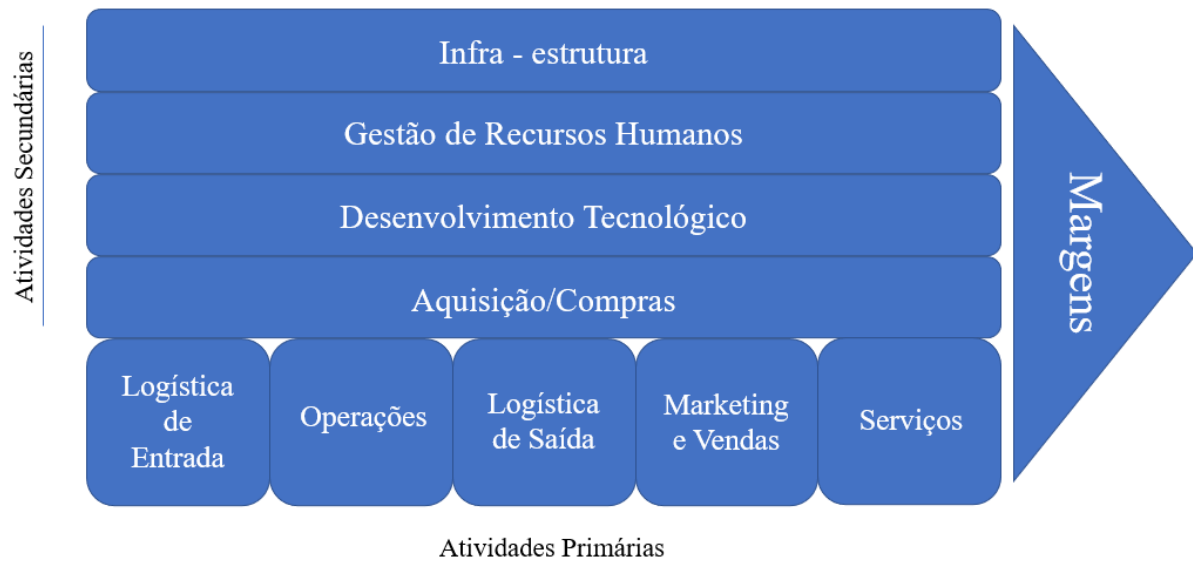 Atividades Secundárias
Infra - estrutura
Gestão de Recursos Humanos
Desenvolvimento Tecnológico
Aquisição/Compras
Logística
de
Entrada
Operações
Logística
de Saída
Marketing
e Vendas
Serviços
Margens
Atividades Primárias